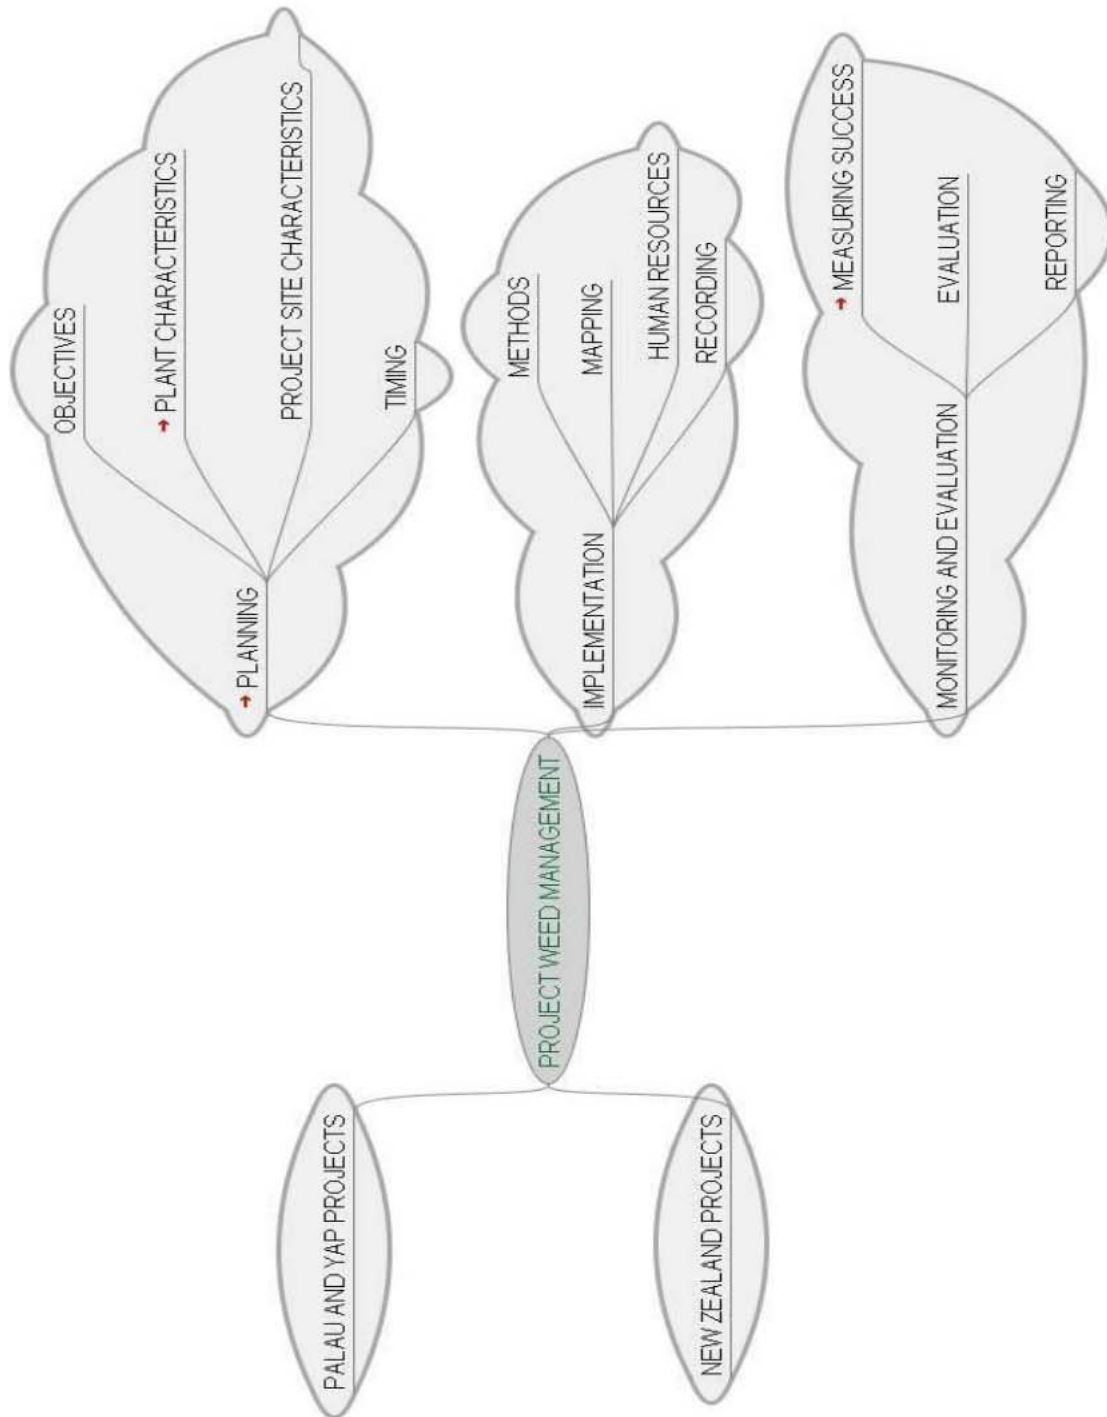 PROJECT WEED MANAGEMENT
PLANNING
OBJECTIVES
PLANT CHARACTERISTICS
PROJECT SITE CHARACTERISTICS
TIMING
IMPLEMENTATION
METHODS
MAPPING
HUMAN RESOURCES
RECORDING
MONITORING AND EVALUATION
MEASURING SUCCESS
EVALUATION
REPORTING
PALAU AND YAP PROJECTS
NEW ZEALAND PROJECTS